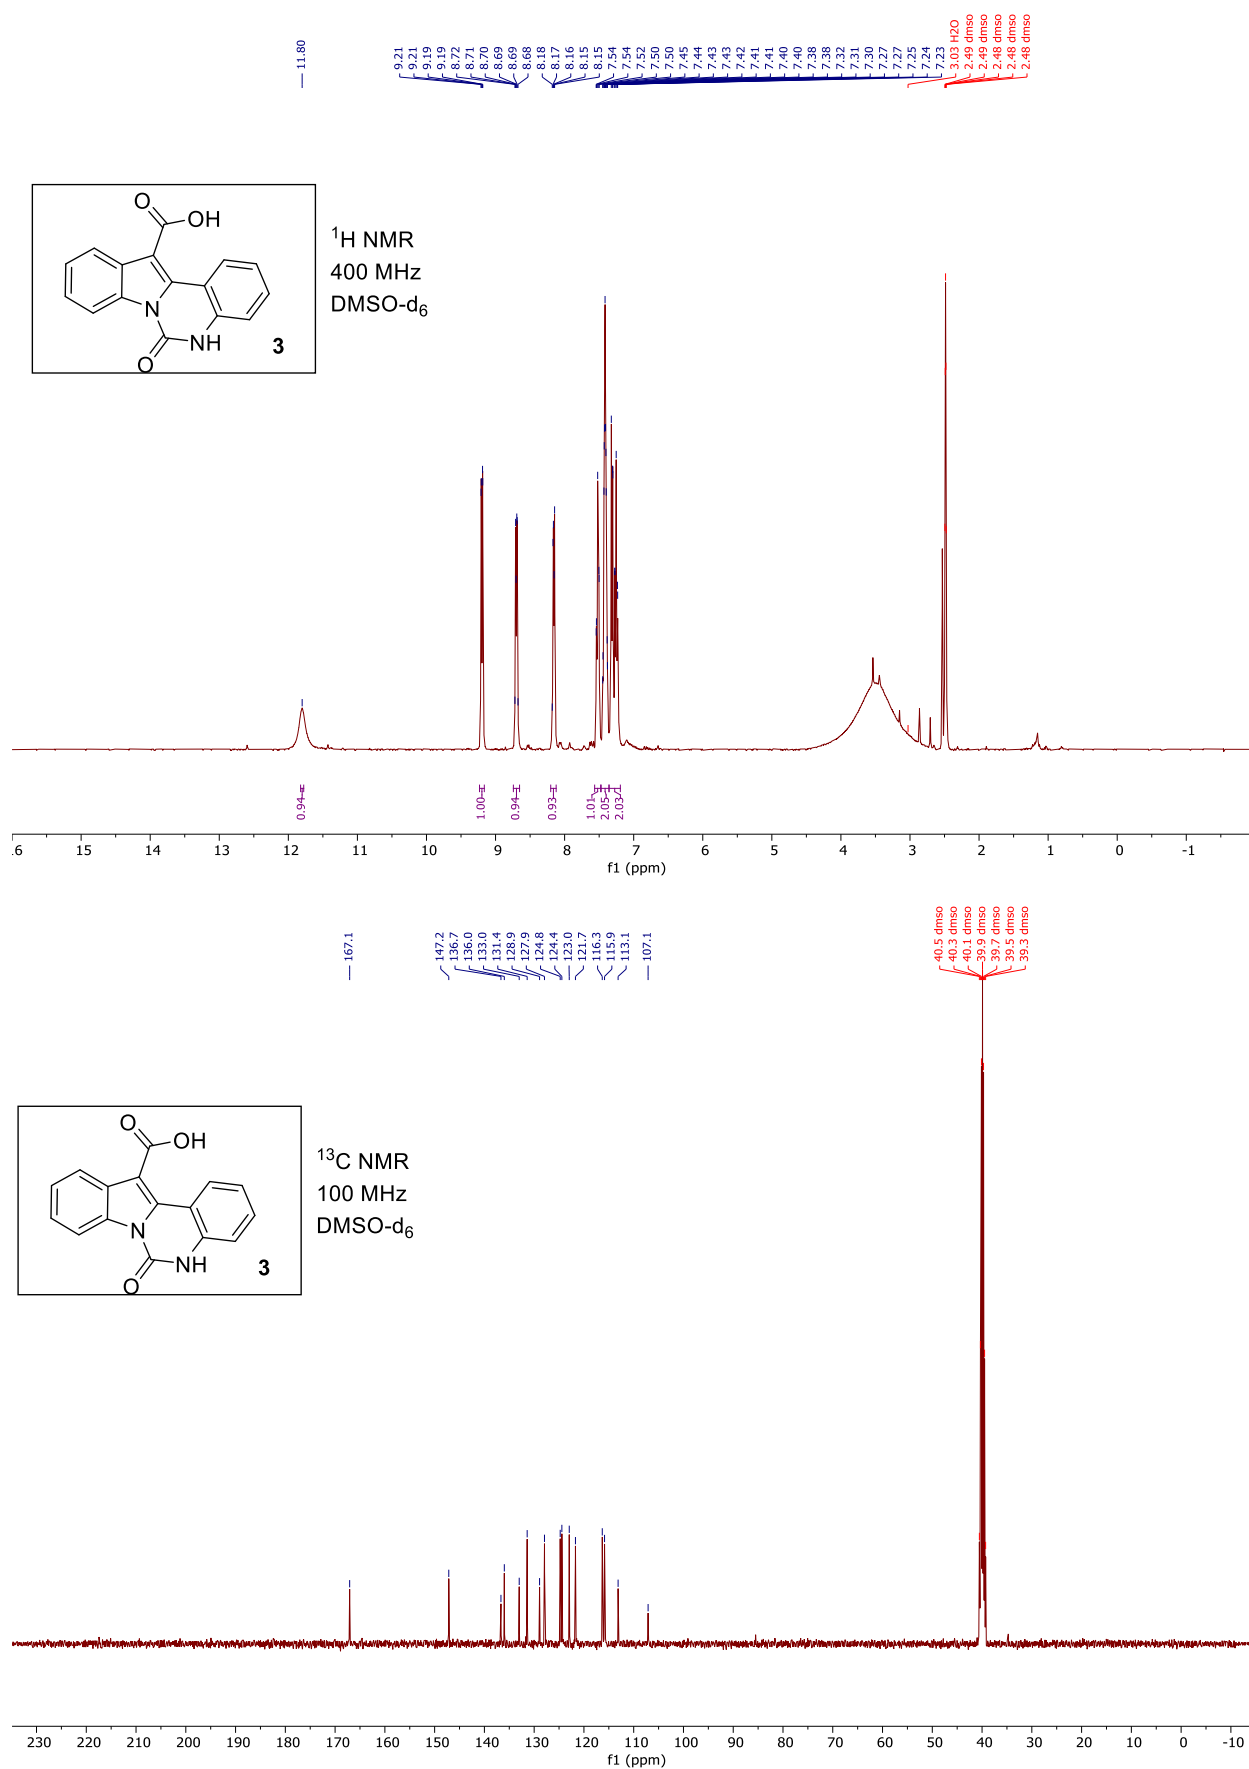 11.80
9.21
9.21
9.19
9.19
8.72
8.71
8.70
8.69
8.69
8.68
8.18
8.17
8.16
8.15
8.15
7.54
7.54
7.52
7.50
7.50
7.45
7.44
7.43
7.43
7.42
7.41
7.41
7.40
7.40
7.38
7.38
7.32
7.31
7.30
7.27
7.27
7.25
7.24
7.23
3.03 H2O
2.49 dmso
2.49 dmso
2.48 dmso
2.48 dmso
2.48 dmso
O
OH
N
NH
O
3
¹H NMR
400 MHz
DMSO-d₆
0.94
1.00
0.94
0.93
1.01
2.05
2.03
16 15 14 13 12 11 10 9 8 7 6 5 4 3 2 1 0 -1
f1 (ppm)
167.1
147.2
136.7
136.0
133.0
131.4
128.9
127.9
124.8
124.4
123.0
121.7
116.3
115.9
113.1
107.1
40.5 dmso
40.3 dmso
40.1 dmso
39.9 dmso
39.7 dmso
39.5 dmso
39.3 dmso
O
OH
N
NH
O
3
¹³C NMR
100 MHz
DMSO-d₆
230 220 210 200 190 180 170 160 150 140 130 120 110 100 90 80 70 60 50 40 30 20 10 0 -10
f1 (ppm)